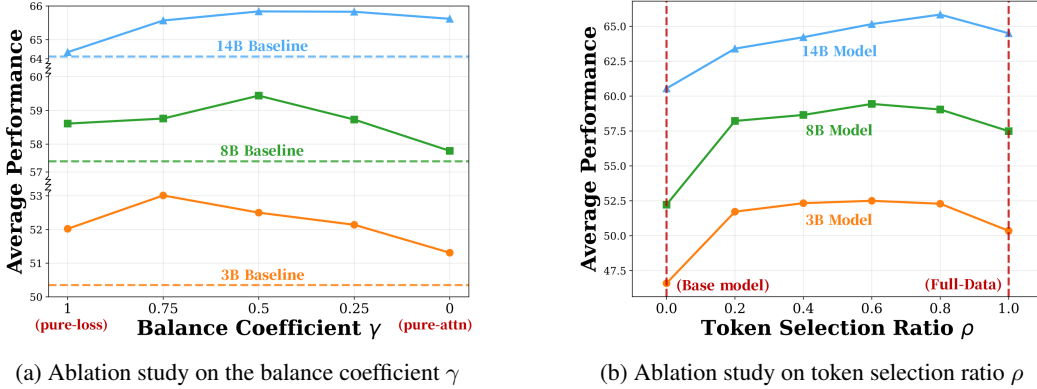 66
65
64
60
59
58
57
53
52
51
50
14B Baseline
8B Baseline
3B Baseline
Average Performance
1
0.75
0.5
0.25
0
(pure-loss)
(pure-attn)
Balance Coefficient γ
(a) Ablation study on the balance coefficient γ
65.0
62.5
60.0
57.5
55.0
52.5
50.0
47.5
14B Model
8B Model
3B Model
(Base model)
(Full-Data)
Average Performance
0.0
0.2
0.4
0.6
0.8
1.0
Token Selection Ratio ρ
(b) Ablation study on token selection ratio ρ